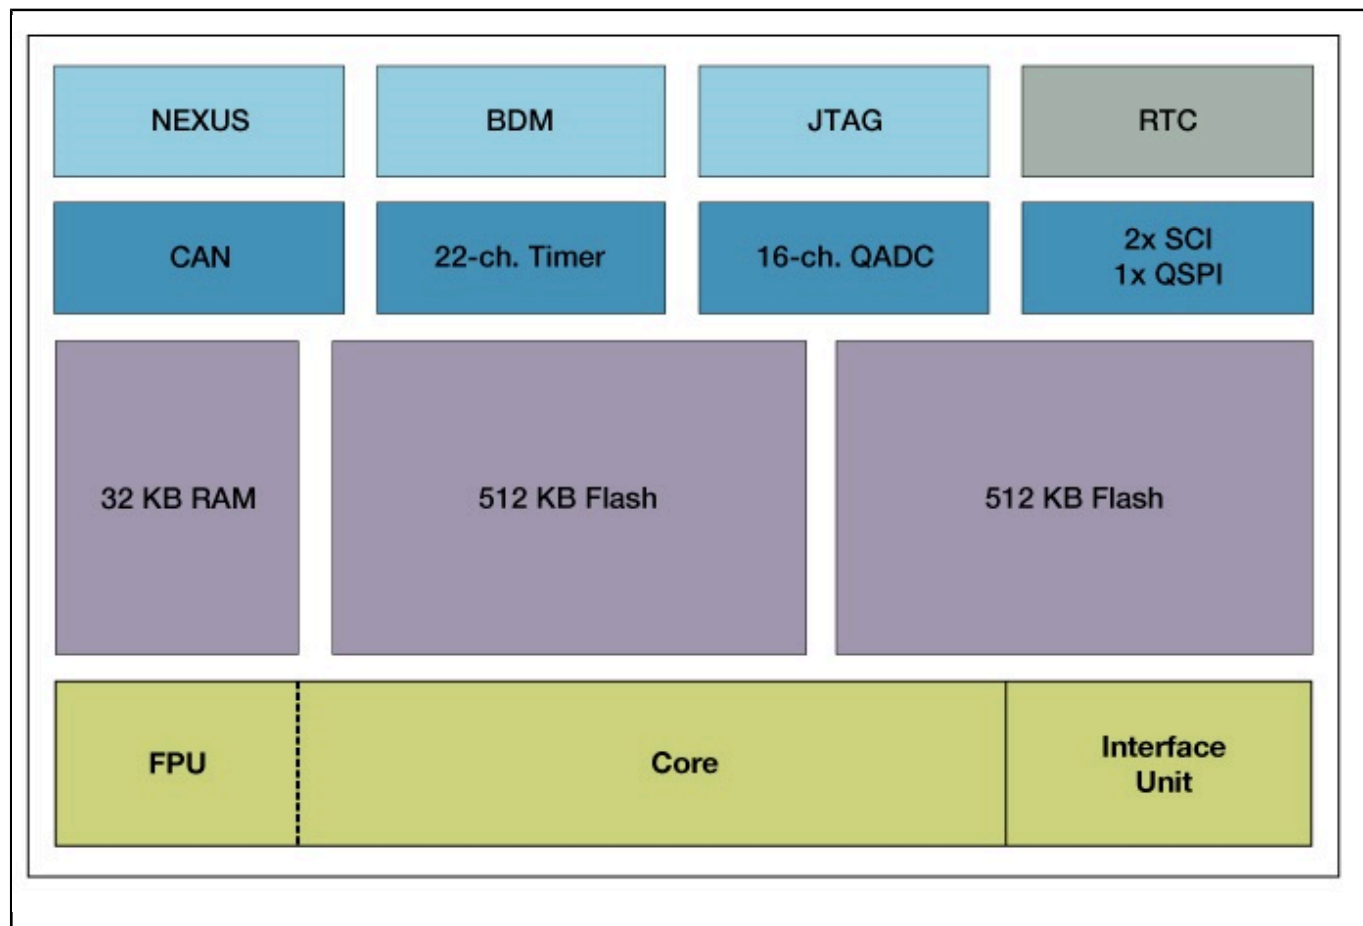 NEXUS
BDM
JTAG
RTC
CAN
22-ch. Timer
16-ch. QADC
2x SCI
1x QSPI
32 KB RAM
512 KB Flash
512 KB Flash
FPU
Core
Interface
Unit